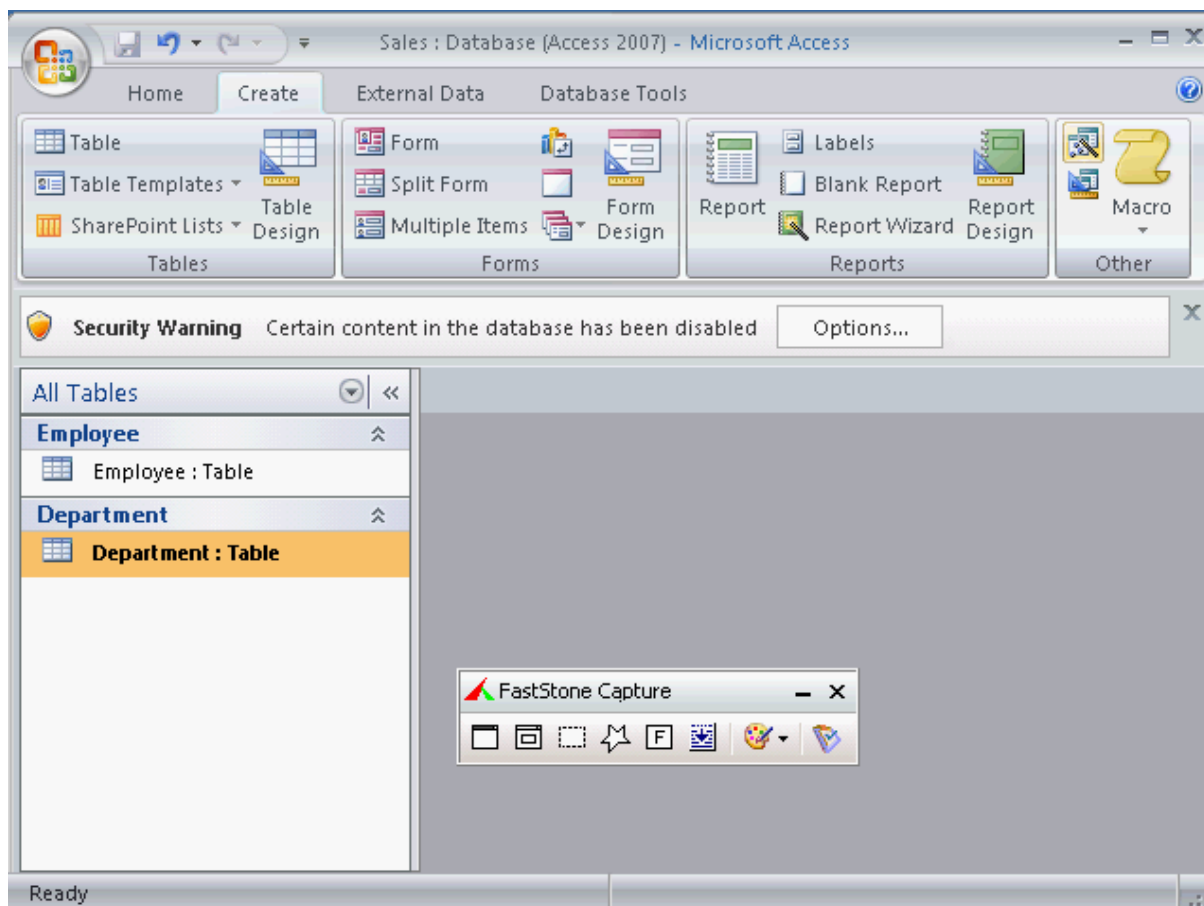 Sales : Database (Access 2007) - Microsoft Access
Home Create External Data Database Tools
Table
Table Templates
SharePoint Lists
Table Design
Tables
Form
Split Form
Multiple Items
Form Design
Forms
Report
Labels
Blank Report
Report Wizard
Report Design
Reports
Macro
Other
Security Warning Certain content in the database has been disabled Options...
All Tables
Employee
Employee : Table
Department
Department : Table
FastStone Capture
F
Ready